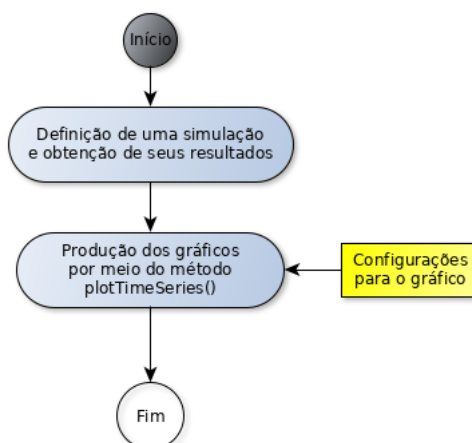 Início
Definição de uma simulação
e obtenção de seus resultados
Produção dos gráficos
por meio do método
plotTimeSeries()
Configurações
para o gráfico
Fim